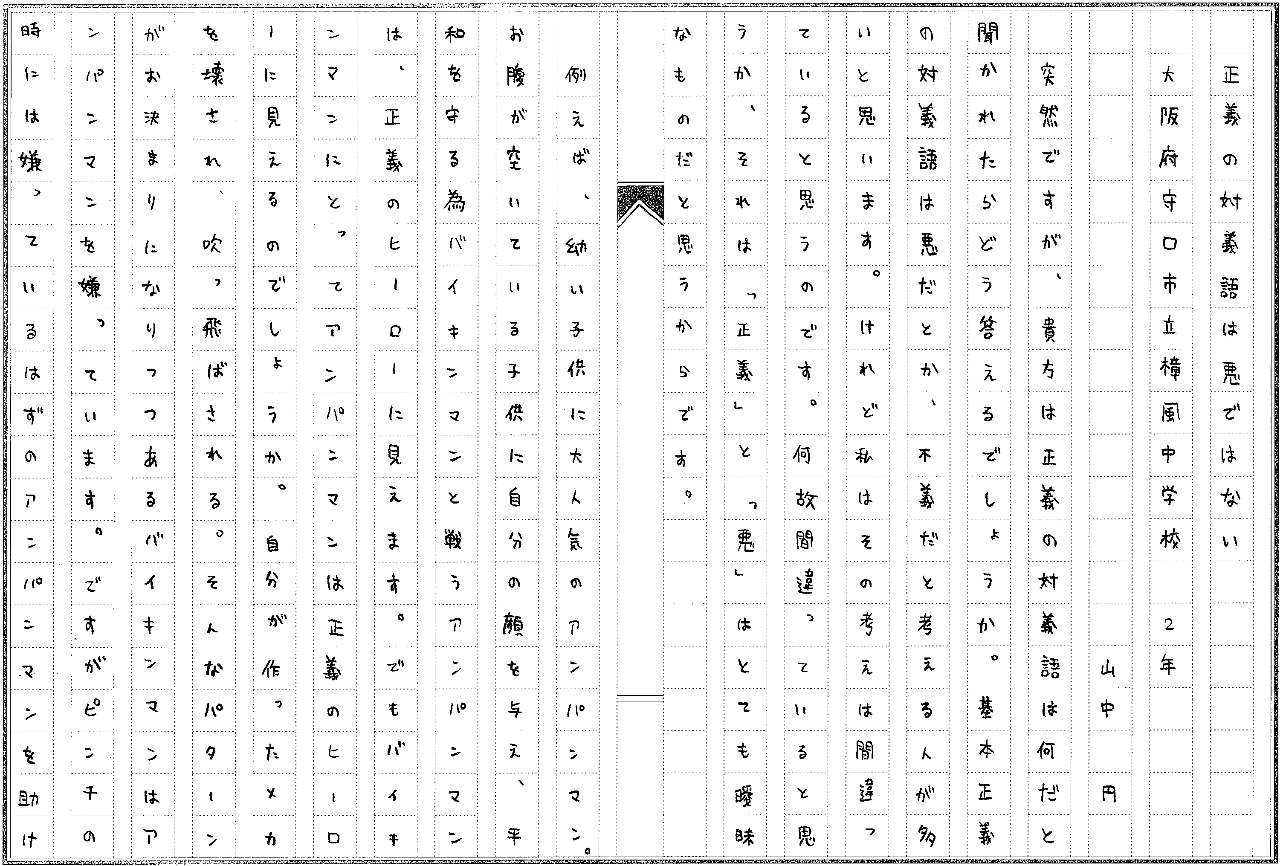 正義の対義語は悪ではない
大阪府守口市立樟風中学校　２年
山中　円
突然ですが、貴方は正義の対義語は何だと
聞かれたらどう答えるでしょうか。基本正義
の対義語は悪だとか、不義だと考える人が多
いと思います。けれど私はその考えは間違っ
ていると思うのです。何故間違っていると思
うか、それは「正義」と「悪」はとても曖昧
なものだと思うからです。
例えば、幼い子供に大人気のアンパンマン。
お腹が空いている子供に自分の顔を与え、平
和を守る為バイキンマンと戦うアンパンマン
は、正義のヒーローに見えます。でもバイキ
ンマンにとってアンパンマンは正義のヒーロ
ーに見えるのでしょうか。自分が作ったメカ
を壊され、吹っ飛ばされる。そんなパターン
がお決まりになりつつあるバイキンマンはア
ンパンマンを嫌っています。ですがピンチの
時には嫌っているはずのアンパンマンを助け